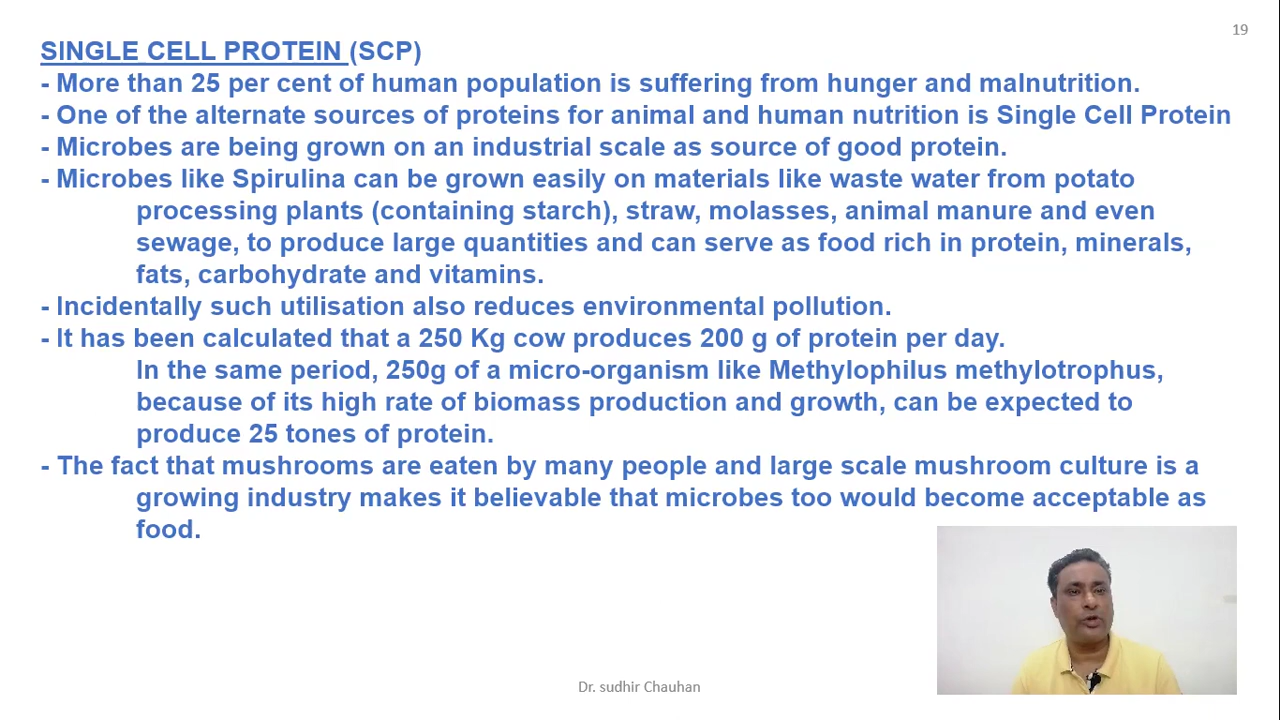 19
SINGLE CELL PROTEIN (SCP)
- More than 25 per cent of human population is suffering from hunger and malnutrition.
- One of the alternate sources of proteins for animal and human nutrition is Single Cell Protein
- Microbes are being grown on an industrial scale as source of good protein.
- Microbes like Spirulina can be grown easily on materials like waste water from potato
processing plants (containing starch), straw, molasses, animal manure and even
sewage, to produce large quantities and can serve as food rich in protein, minerals,
fats, carbohydrate and vitamins.
- Incidentally such utilisation also reduces environmental pollution.
- It has been calculated that a 250 Kg cow produces 200 g of protein per day.
In the same period, 250g of a micro-organism like Methylophilus methylotrophus,
because of its high rate of biomass production and growth, can be expected to
produce 25 tones of protein.
- The fact that mushrooms are eaten by many people and large scale mushroom culture is a
growing industry makes it believable that microbes too would become acceptable as
food.
Dr. sudhir Chauhan